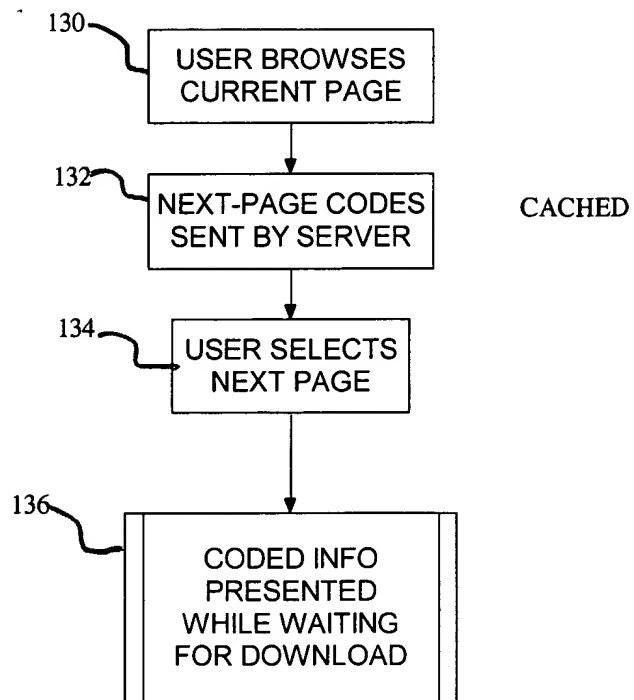 130
USER BROWSES
CURRENT PAGE
132
NEXT-PAGE CODES
SENT BY SERVER
CACHED
134
USER SELECTS
NEXT PAGE
136
CODED INFO
PRESENTED
WHILE WAITING
FOR DOWNLOAD